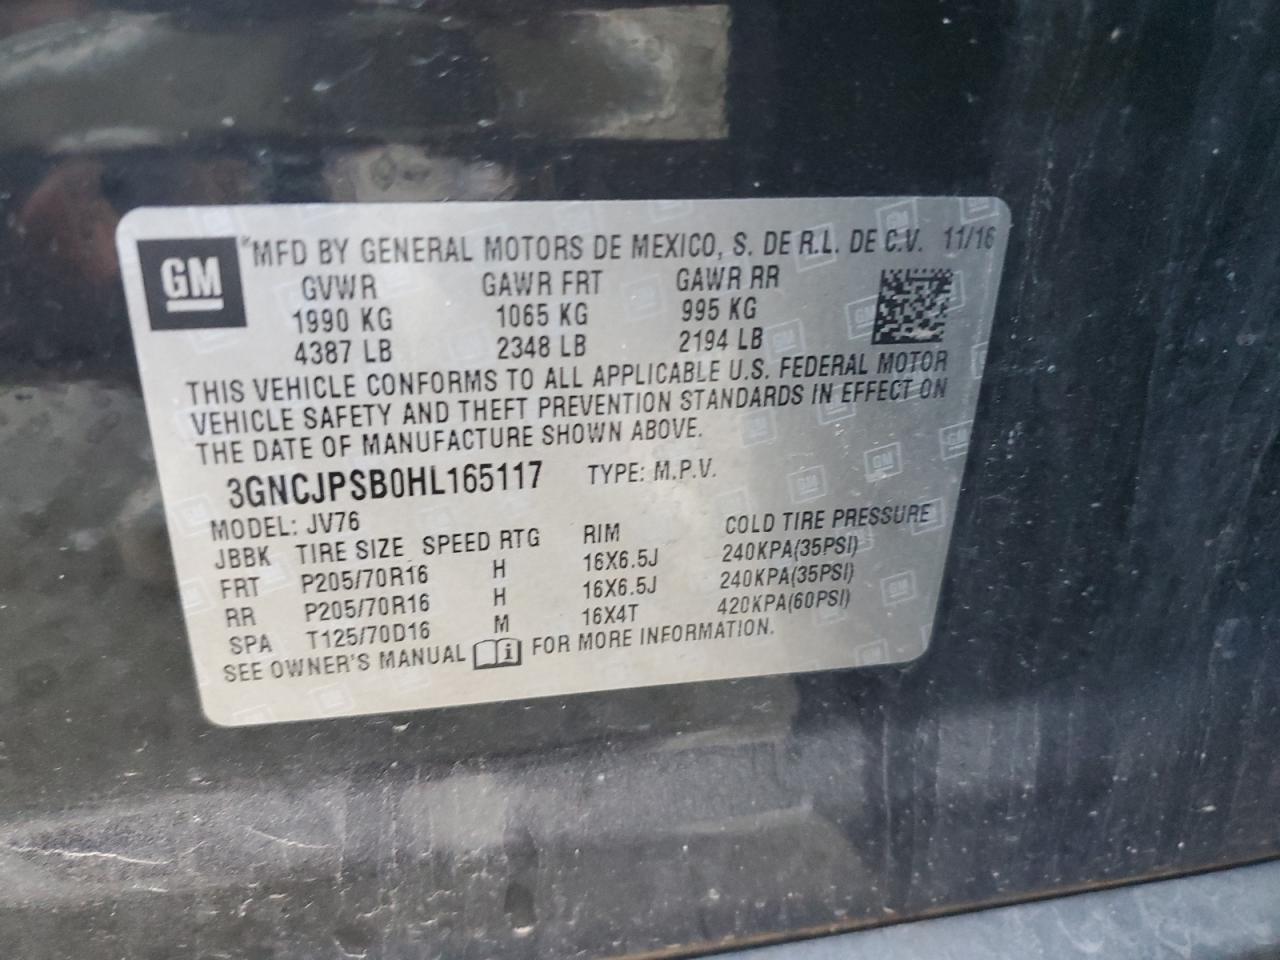 GM
MFD BY GENERAL MOTORS DE MEXICO, S. DE R.L. DE C.V. 11/16
GVWR GAWR FRT GAWR RR
1990 KG 1065 KG 995 KG
4387 LB 2348 LB 2194 LB
THIS VEHICLE CONFORMS TO ALL APPLICABLE U.S. FEDERAL MOTOR
VEHICLE SAFETY AND THEFT PREVENTION STANDARDS IN EFFECT ON
THE DATE OF MANUFACTURE SHOWN ABOVE.
3GNCJPSB0HL165117 TYPE: M.P.V.
MODEL: JV76
JBBK TIRE SIZE SPEED RTG RIM COLD TIRE PRESSURE
FRT P205/70R16 H 16X6.5J 240KPA(35PSI)
RR P205/70R16 H 16X6.5J 240KPA(35PSI)
SPA T125/70D16 M 16X4T 420KPA(60PSI)
SEE OWNER'S MANUAL i FOR MORE INFORMATION.